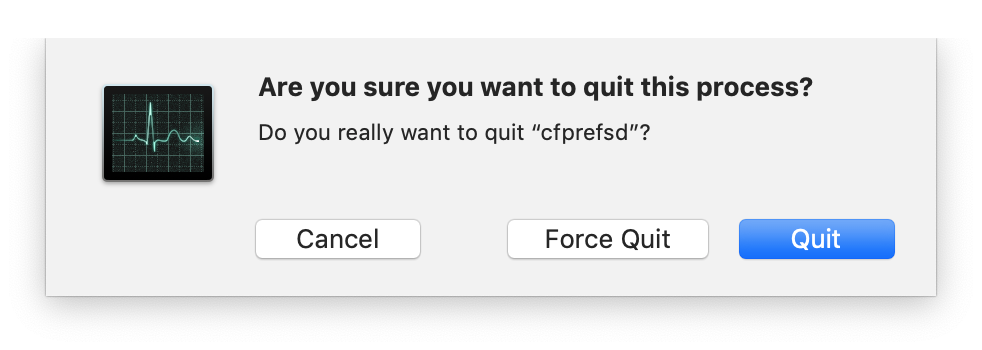 Are you sure you want to quit this process?
Do you really want to quit “cfprefsd”?
Cancel
Force Quit
Quit